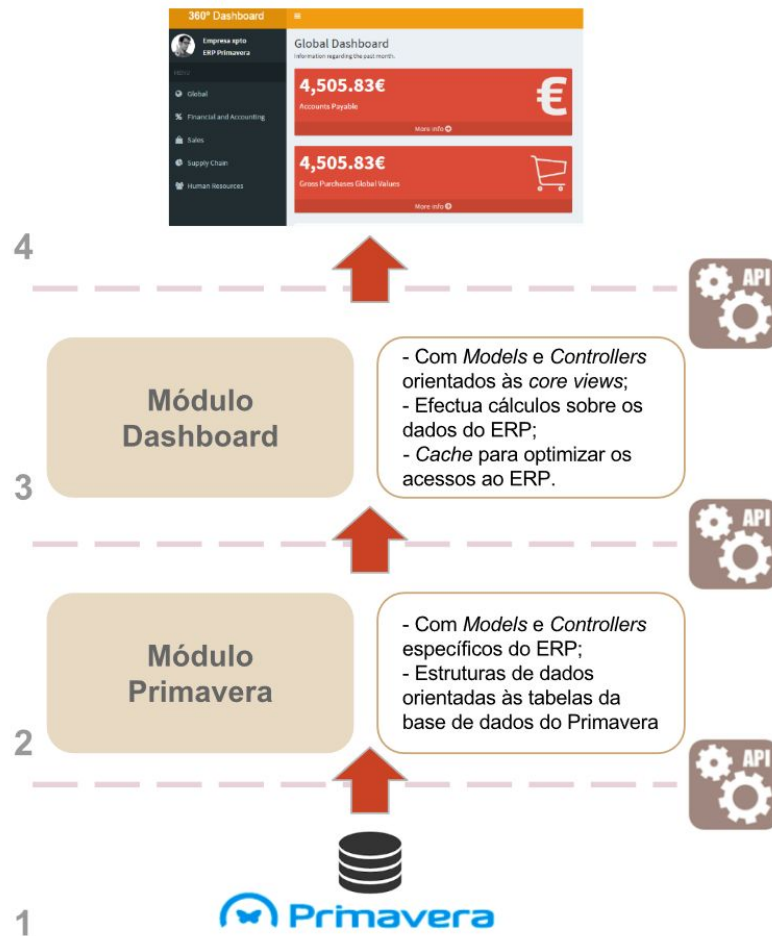 360º Dashboard
Empresa xpto
ERP Primavera
MENU
Global
Financial and Accounting
Sales
Supply Chain
Human Resources
Global Dashboard
Information regarding the past month.
4,505.83€
€
Accounts Payable
More info
4,505.83€
Gross Purchases Global Values
More info
4
API
Módulo
Dashboard
- Com Models e Controllers
orientados às core views;
- Efectua cálculos sobre os
dados do ERP;
- Cache para optimizar os
acessos ao ERP.
3
API
Módulo
Primavera
- Com Models e Controllers
específicos do ERP;
- Estruturas de dados
orientadas às tabelas da
base de dados do Primavera
2
API
1
Primavera